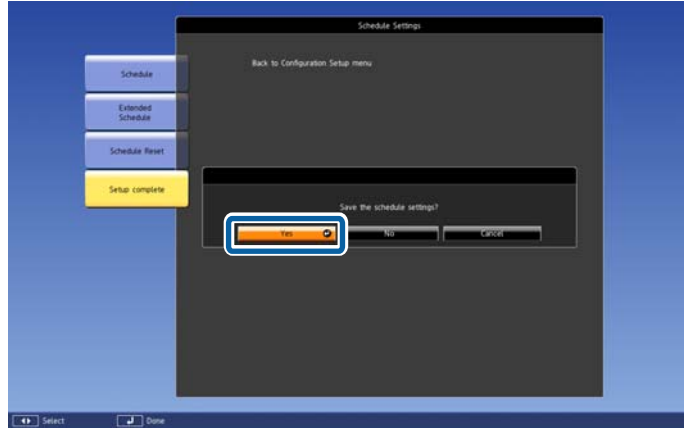 Schedule Settings
Back to Configuration Setup menu
Schedule
Extended
Schedule
Schedule Reset
Setup complete
Save the schedule settings?
Yes
No
Cancel
Select
Done